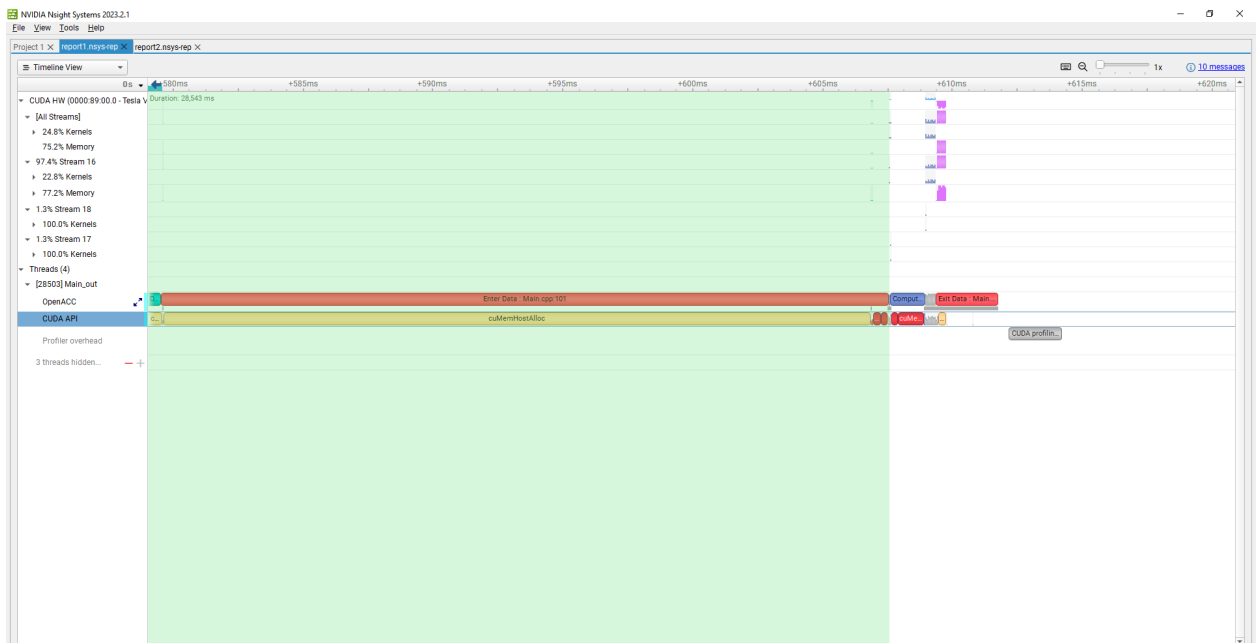 NVIDIA Nsight Systems 2023.2.1
File View Tools Help
Project 1 report1.nsys-rep report2.nsys-rep
Timeline View 1x 10 messages
0s +580ms +585ms +590ms +595ms +600ms +605ms +610ms +615ms +620ms
CUDA HW (0000:89:00.0 - Tesla V Duration: 28,543 ms
[All Streams]
24.8% Kernels
75.2% Memory
97.4% Stream 16
22.8% Kernels
77.2% Memory
1.3% Stream 18
100.0% Kernels
1.3% Stream 17
100.0% Kernels
Threads (4)
[28503] Main_out
OpenACC Enter Data Main.cpp:101 Comput... Exit Data Main...
CUDA API c... cuMemHostAlloc ... cuMe... ...
Profiler overhead CUDA profilin...
3 threads hidden...